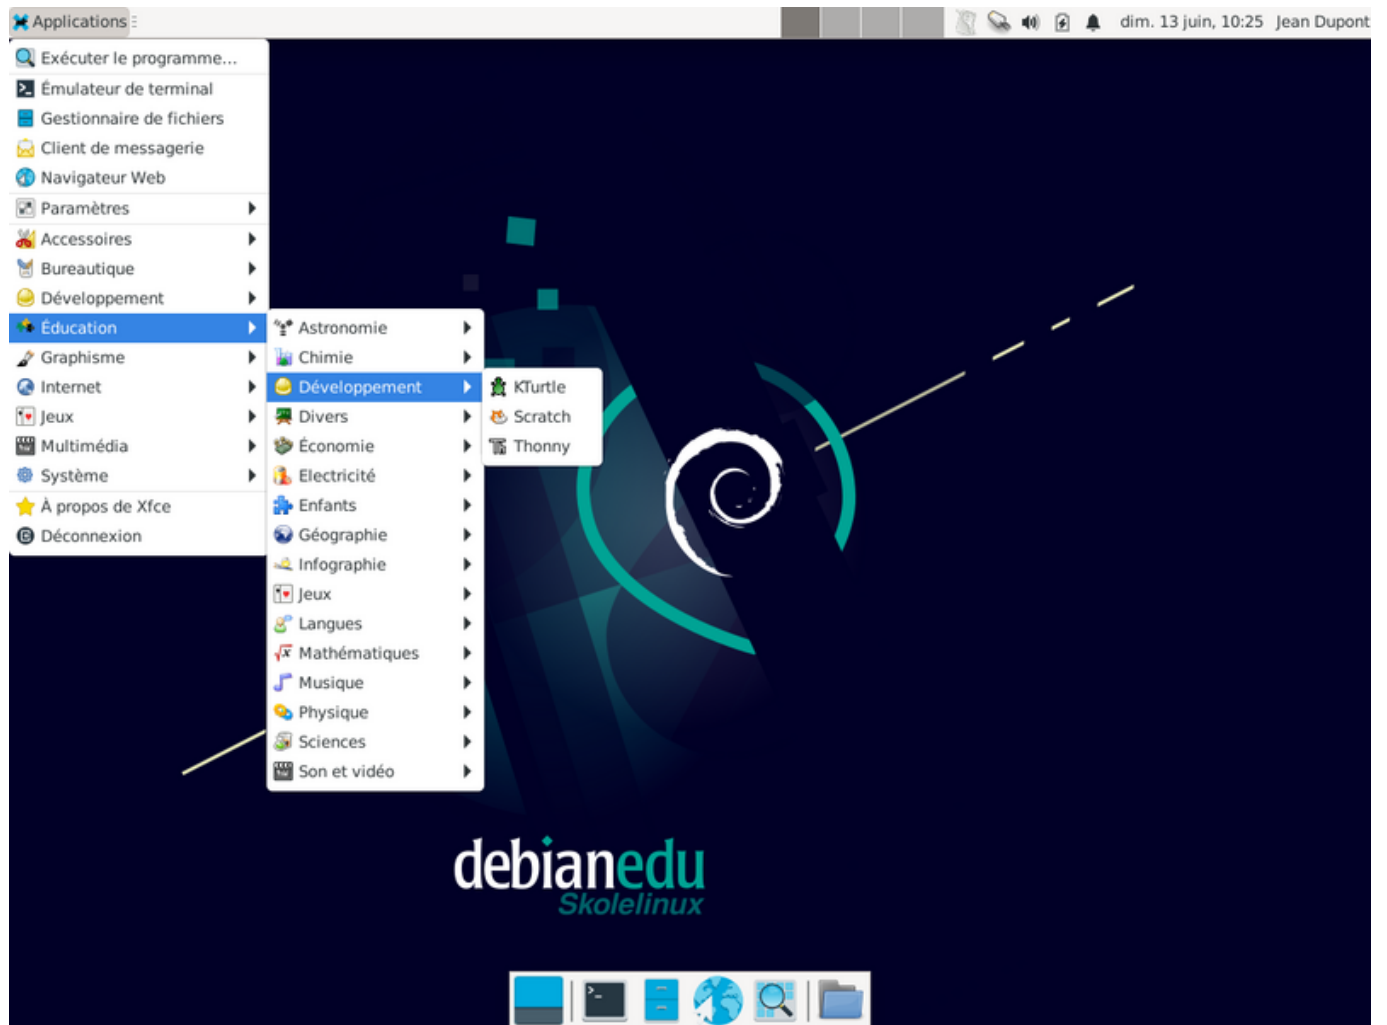 Applications
dim. 13 juin, 10:25 Jean Dupont
Exécuter le programme...
Émulateur de terminal
Gestionnaire de fichiers
Client de messagerie
Navigateur Web
Paramètres
Accessoires
Bureautique
Développement
Éducation
Graphisme
Internet
Jeux
Multimédia
Système
À propos de Xfce
Déconnexion
Astronomie
Chimie
Développement
Divers
Économie
Electricité
Enfants
Géographie
Infographie
Jeux
Langues
Mathématiques
Musique
Physique
Sciences
Son et vidéo
KTurtle
Scratch
Thonny
debianedu
Skolelinux